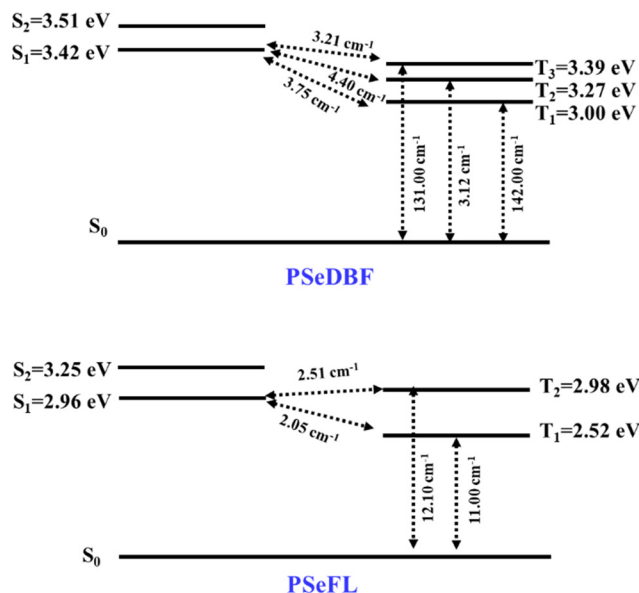 S₂=3.51 eV
S₁=3.42 eV
3.21 cm⁻¹
4.40 cm⁻¹
3.75 cm⁻¹
T₃=3.39 eV
T₂=3.27 eV
T₁=3.00 eV
131.00 cm⁻¹
3.12 cm⁻¹
142.00 cm⁻¹
S₀
PSeDBF
S₂=3.25 eV
S₁=2.96 eV
2.51 cm⁻¹
2.05 cm⁻¹
T₂=2.98 eV
T₁=2.52 eV
12.10 cm⁻¹
11.00 cm⁻¹
S₀
PSeFL